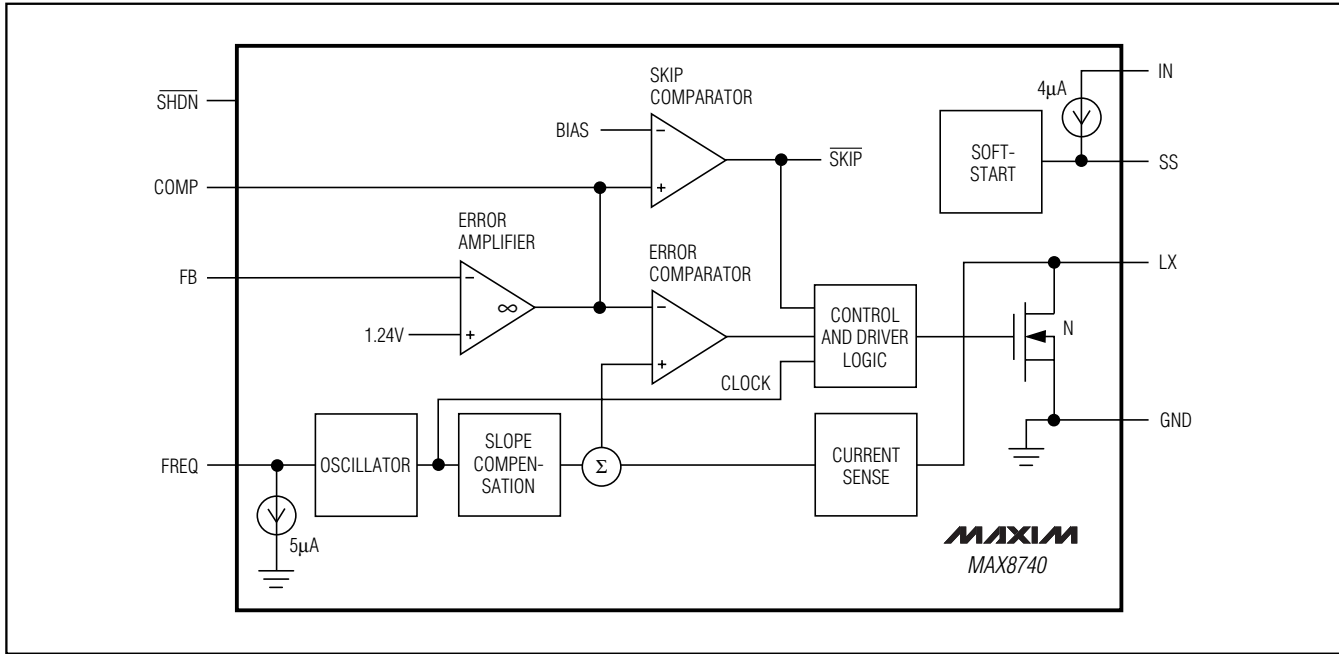 SHDN
COMP
FB
FREQ
SKIP
COMPARATOR
BIAS
−
+
SKIP
ERROR
AMPLIFIER
−
∞
1.24V
+
ERROR
COMPARATOR
−
+
CLOCK
OSCILLATOR
SLOPE
COMPEN-
SATION
Σ
5µA
CONTROL
AND DRIVER
LOGIC
CURRENT
SENSE
4µA
SOFT-
START
N
IN
SS
LX
GND
MAXIM
MAX8740